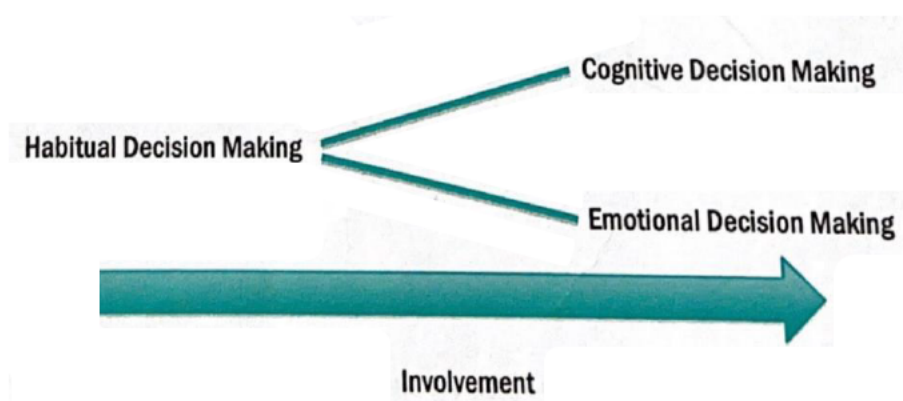 Cognitive Decision Making
Habitual Decision Making
Emotional Decision Making
Involvement